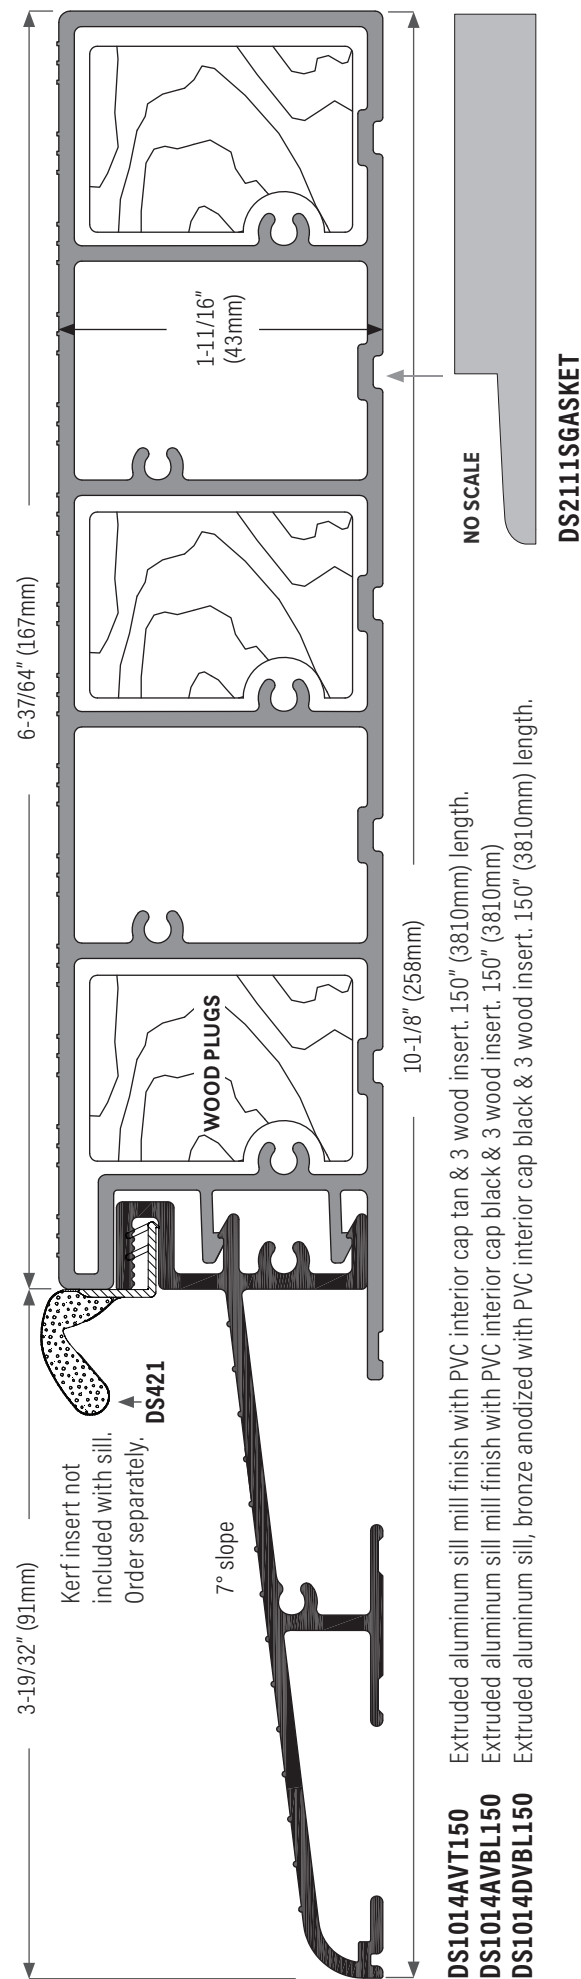 3-19/32" (91mm)
6-37/64" (167mm)
Kerf insert not
included with sill.
Order separately.
DS421
7° slope
WOOD PLUGS
1-11/16"
(43mm)
10-1/8" (258mm)
NO SCALE
DS2111SGASKET
DS1014AVT150 Extruded aluminum sill mill finish with PVC interior cap tan & 3 wood insert. 150" (3810mm) length.
DS1014AVBL150 Extruded aluminum sill mill finish with PVC interior cap black & 3 wood insert. 150" (3810mm)
DS1014DVBL150 Extruded aluminum sill, bronze anodized with PVC interior cap black & 3 wood insert. 150" (3810mm) length.